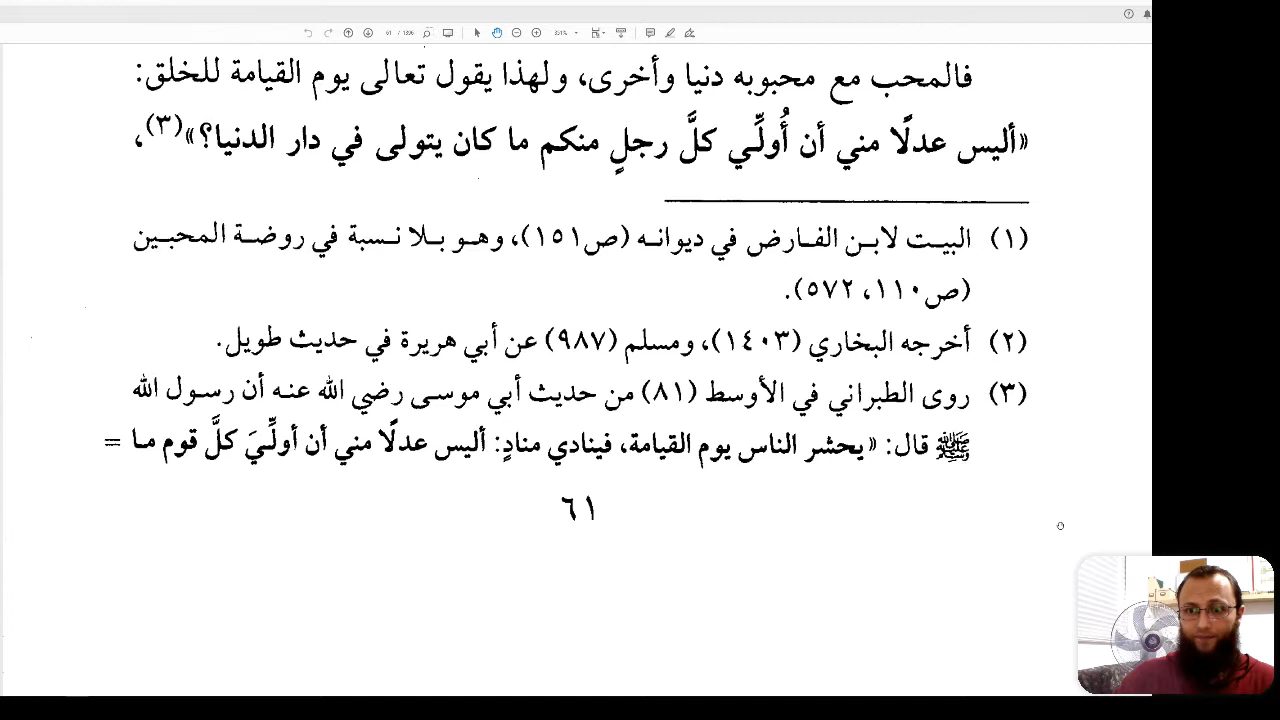 61 / 1396
فالمحب مع محبوبه دنيا وأخرى، ولهذا يقول تعالى يوم القيامة للخلق:
«أليس عدلًا مني أن أُولِّي كلَّ رجلٍ منكم ما كان يتولى في دار الدنيا؟»(٣)،
(١) البيت لابن الفارض في ديوانه (ص١٥١)، وهو بلا نسبة في روضة المحبين
(ص١١٠، ٥٧٢).
(٢) أخرجه البخاري (١٤٠٣)، ومسلم (٩٨٧) عن أبي هريرة في حديث طويل.
(٣) روى الطبراني في الأوسط (٨١) من حديث أبي موسى رضي الله عنه أن رسول الله
ﷺ قال: «يحشر الناس يوم القيامة، فينادي منادٍ: أليس عدلًا مني أن أولِّيَ كلَّ قوم ما =
٦١